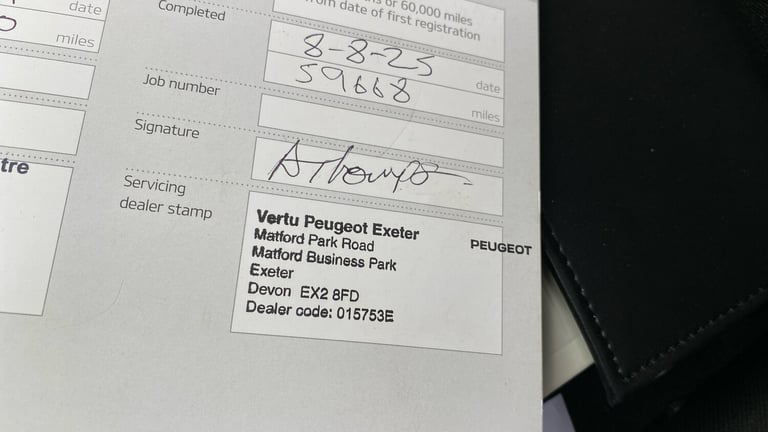 date
miles
tre
Completed
or 60,000 miles
from date of first registration
8-8-25
date
59668
miles
Job number
Signature
Servicing
dealer stamp
Vertu Peugeot Exeter
Matford Park Road
PEUGEOT
Matford Business Park
Exeter
Devon EX2 8FD
Dealer code: 015753E